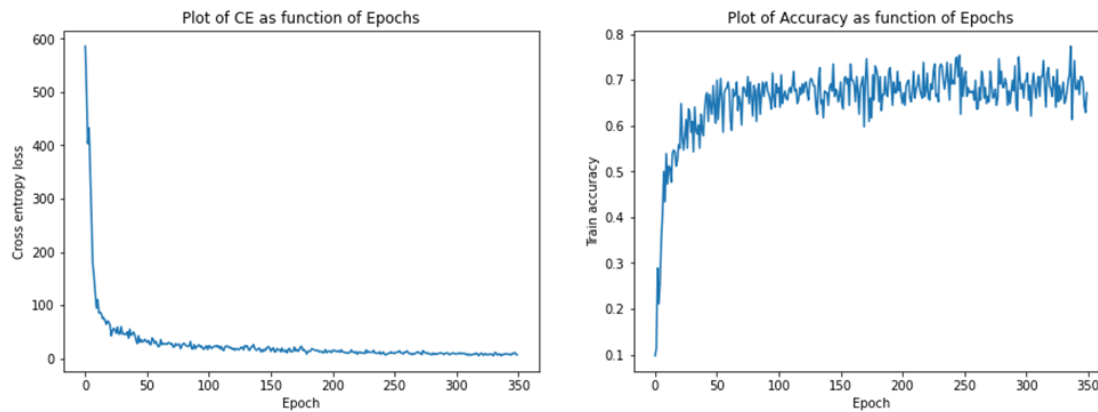 Plot of CE as function of Epochs
Cross entropy loss
600
500
400
300
200
100
0
0 50 100 150 200 250 300 350
Epoch
Plot of Accuracy as function of Epochs
Train accuracy
0.8
0.7
0.6
0.5
0.4
0.3
0.2
0.1
0 50 100 150 200 250 300 350
Epoch